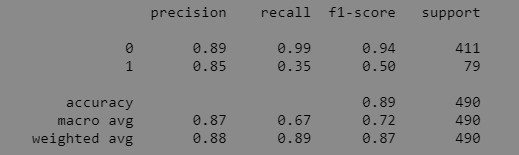 precision recall f1-score support
0 0.89 0.99 0.94 411
1 0.85 0.35 0.50 79
accuracy 0.89 490
macro avg 0.87 0.67 0.72 490
weighted avg 0.88 0.89 0.87 490